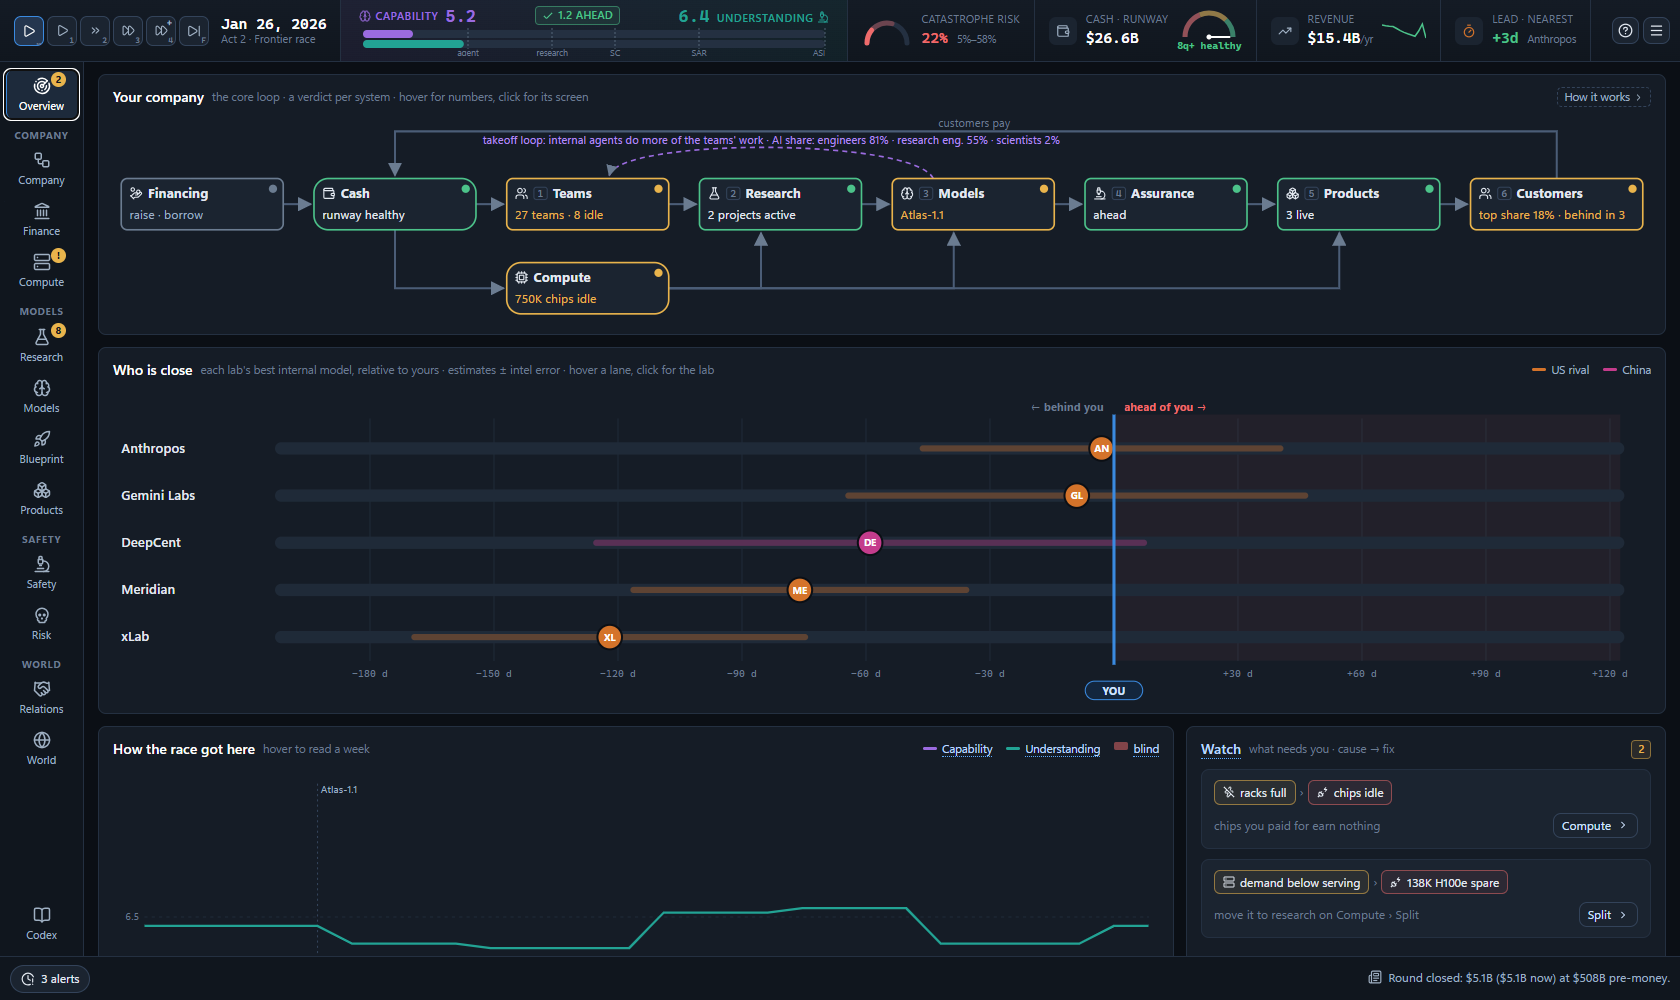 Jan 26, 2026
Act 2 · Frontier race
1
2
3
4
F
CAPABILITY 5.2
1.2 AHEAD
6.4 UNDERSTANDING
agent
research
SC
SAR
ASI
CATASTROPHE RISK
22% 5%–58%
CASH · RUNWAY
$26.6B
8q+ healthy
REVENUE
$15.4B/yr
LEAD · NEAREST
+3d Anthropos
Overview
2
COMPANY
Company
Finance
Compute
!
MODELS
Research
8
Models
Blueprint
Products
SAFETY
Safety
Risk
WORLD
Relations
World
Codex
Your company the core loop · a verdict per system · hover for numbers, click for its screen
How it works ›
customers pay
takeoff loop: internal agents do more of the teams' work · AI share: engineers 81% · research eng. 55% · scientists 2%
Financing
raise · borrow
Cash
runway healthy
1 Teams
27 teams · 8 idle
2 Research
2 projects active
3 Models
Atlas-1.1
4 Assurance
ahead
5 Products
3 live
6 Customers
top share 18% · behind in 3
Compute
750K chips idle
Who is close each lab's best internal model, relative to yours · estimates ± intel error · hover a lane, click for the lab
US rival
China
← behind you
ahead of you →
Anthropos
AN
Gemini Labs
GL
DeepCent
DE
Meridian
ME
xLab
XL
−180 d
−150 d
−120 d
−90 d
−60 d
−30 d
+30 d
+60 d
+90 d
+120 d
YOU
How the race got here hover to read a week
Capability
Understanding
blind
Atlas-1.1
6.5
Watch what needs you · cause → fix
2
racks full › chips idle
chips you paid for earn nothing
Compute ›
demand below serving › 138K H100e spare
move it to research on Compute › Split
Split ›
3 alerts
Round closed: $5.1B ($5.1B now) at $508B pre-money.